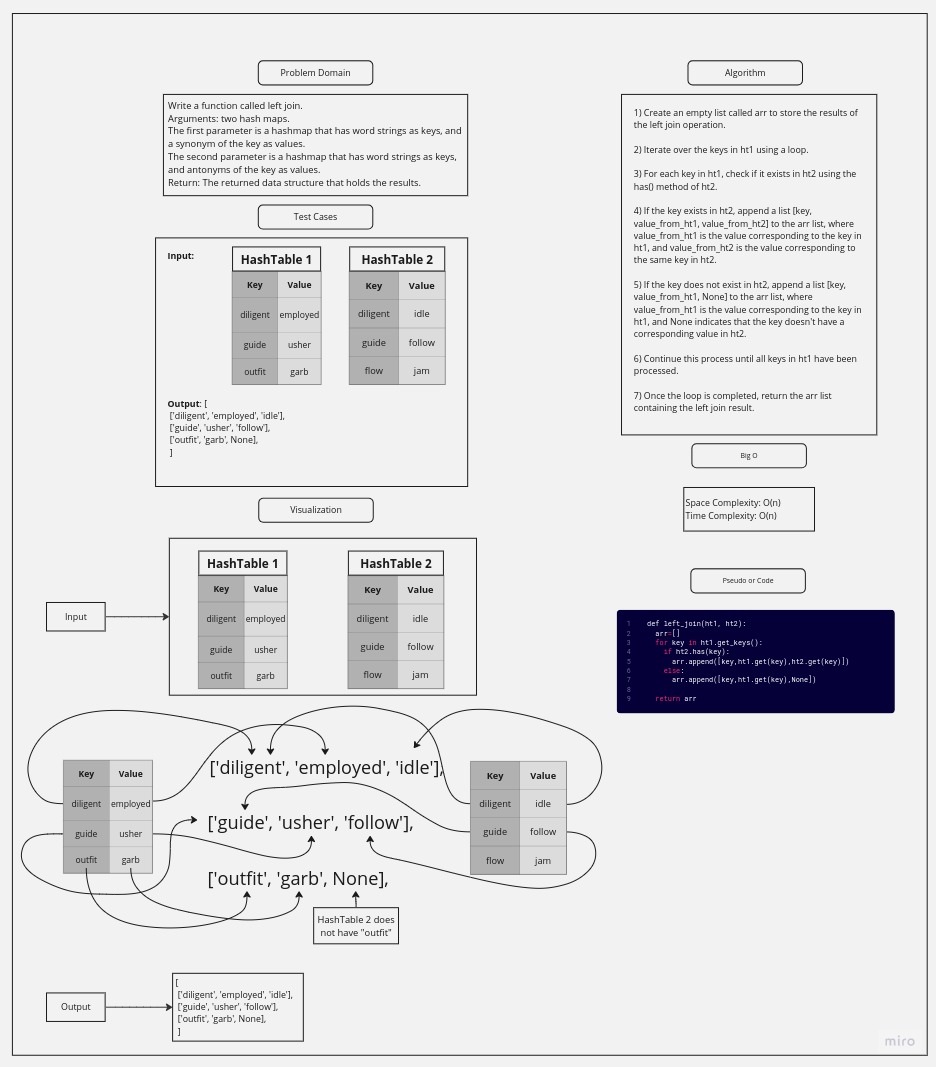 Problem Domain
Write a function called left join.
Arguments: two hash maps.
The first parameter is a hashmap that has word strings as keys, and
a synonym of the key as values.
The second parameter is a hashmap that has word strings as keys,
and antonyms of the key as values.
Return: The returned data structure that holds the results.
Test Cases
Input:
HashTable 1
Key Value
diligent employed
guide usher
outfit garb
HashTable 2
Key Value
diligent idle
guide follow
flow jam
Output: [
['diligent', 'employed', 'idle'],
['guide', 'usher', 'follow'],
['outfit', 'garb', None],
]
Visualization
Input
HashTable 1
Key Value
diligent employed
guide usher
outfit garb
HashTable 2
Key Value
diligent idle
guide follow
flow jam
Key Value
diligent employed
guide usher
outfit garb
['diligent', 'employed', 'idle'],
['guide', 'usher', 'follow'],
['outfit', 'garb', None],
HashTable 2 does
not have "outfit"
Key Value
diligent idle
guide follow
flow jam
Output
[
['diligent', 'employed', 'idle'],
['guide', 'usher', 'follow'],
['outfit', 'garb', None],
]
Algorithm
1) Create an empty list called arr to store the results of
the left join operation.
2) Iterate over the keys in ht1 using a loop.
3) For each key in ht1, check if it exists in ht2 using the
has() method of ht2.
4) If the key exists in ht2, append a list [key,
value_from_ht1, value_from_ht2] to the arr list, where
value_from_ht1 is the value corresponding to the key in
ht1, and value_from_ht2 is the value corresponding to
the same key in ht2.
5) If the key does not exist in ht2, append a list [key,
value_from_ht1, None] to the arr list, where
value_from_ht1 is the value corresponding to the key in
ht1, and None indicates that the key doesn't have a
corresponding value in ht2.
6) Continue this process until all keys in ht1 have been
processed.
7) Once the loop is completed, return the arr list
containing the left join result.
Big O
Space Complexity: O(n)
Time Complexity: O(n)
Pseudo or Code
1 def left_join(ht1, ht2):
2 arr=[]
3 for key in ht1.get_keys():
4 if ht2.has(key):
5 arr.append([key,ht1.get(key),ht2.get(key)])
6 else:
7 arr.append([key,ht1.get(key),None])
8
9 return arr
miro